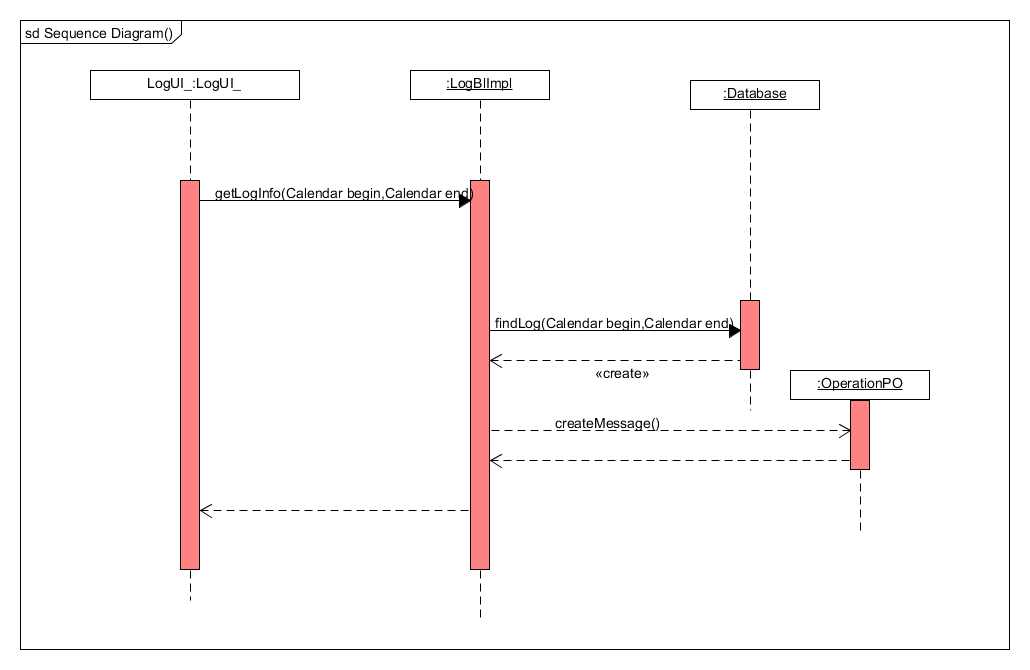 sd Sequence Diagram()
LogUI_:LogUI_
:LogBlImpl
:Database
getLogInfo(Calendar begin,Calendar end)
findLog(Calendar begin,Calendar end)
«create»
:OperationPO
createMessage()